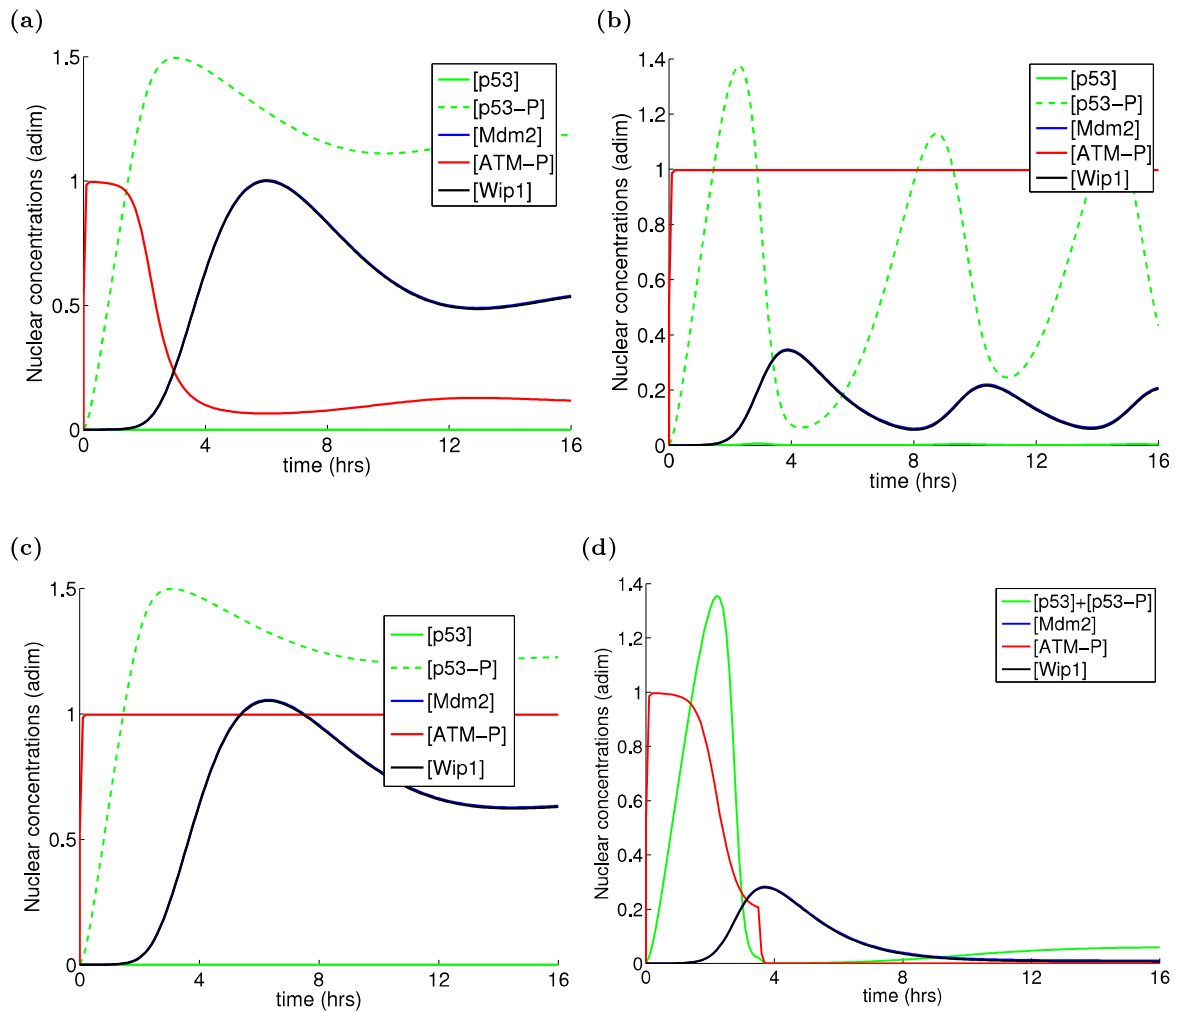 (a)
1.5
1
0.5
0
0 4 8 12 16
Nuclear concentrations (adim)
time (hrs)
[p53]
[p53-P]
[Mdm2]
[ATM-P]
[Wip1]
(b)
1.4
1.2
1
0.8
0.6
0.4
0.2
0
0 4 8 12 16
Nuclear concentrations (adim)
time (hrs)
[p53]
[p53-P]
[Mdm2]
[ATM-P]
[Wip1]
(c)
1.5
1
0.5
0
0 4 8 12 16
Nuclear concentrations (adim)
time (hrs)
[p53]
[p53-P]
[Mdm2]
[ATM-P]
[Wip1]
(d)
1.4
1.2
1
0.8
0.6
0.4
0.2
0
0 4 8 12 16
Nuclear concentrations (adim)
time (hrs)
[p53]+[p53-P]
[Mdm2]
[ATM-P]
[Wip1]